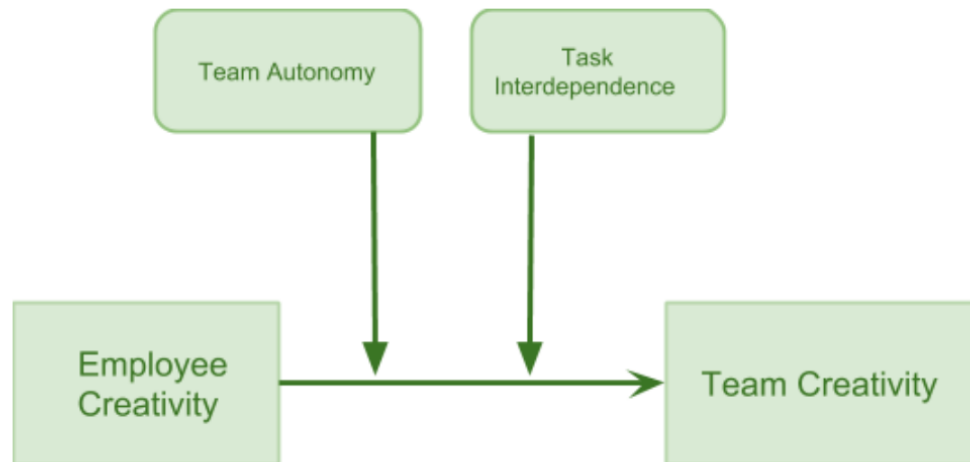 Team Autonomy
Task
Interdependence
Employee
Creativity
Team Creativity